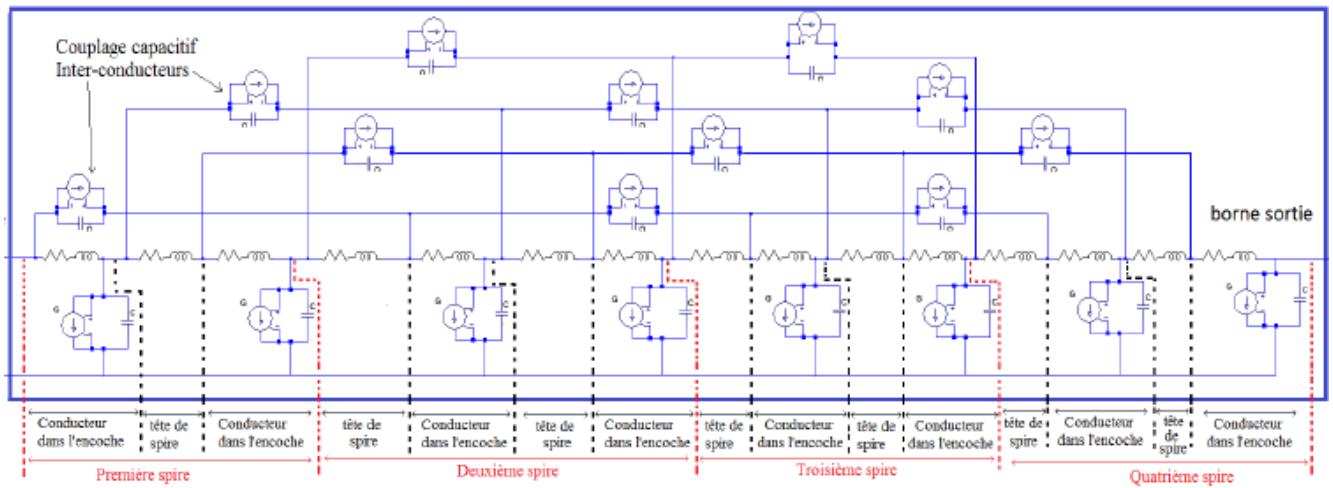 Couplage capacitif
Inter-conducteurs
n
n
n
n
n
n
n
n
n
borne sortie
G
C
G
C
G
C
G
C
G
C
G
C
G
C
G
C
Conducteur
dans l'encoche
tête de
spire
Conducteur
dans l'encoche
tête de
spire
Conducteur
dans l'encoche
tête de
spire
Conducteur
dans l'encoche
tête de
spire
Conducteur
dans l'encoche
tête de
spire
Conducteur
dans l'encoche
tête de
spire
Conducteur
dans l'encoche
tête
de
spire
Conducteur
dans l'encoche
Première spire
Deuxième spire
Troisième spire
Quatrième spire